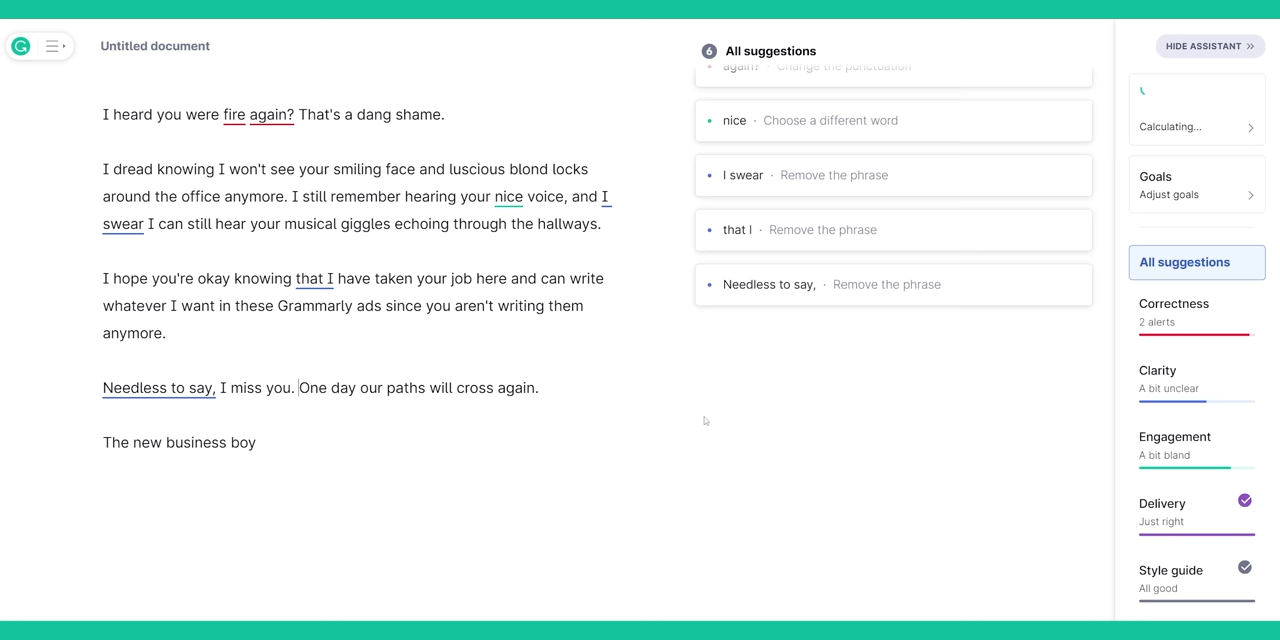 Untitled document
I heard you were fire again? That's a dang shame.
I dread knowing I won't see your smiling face and luscious blond locks
around the office anymore. I still remember hearing your nice voice, and I
swear I can still hear your musical giggles echoing through the hallways.
I hope you're okay knowing that I have taken your job here and can write
whatever I want in these Grammarly ads since you aren't writing them
anymore.
Needless to say, I miss you. One day our paths will cross again.
The new business boy
6 All suggestions
again? · Change the punctuation
nice · Choose a different word
I swear · Remove the phrase
that I · Remove the phrase
Needless to say, · Remove the phrase
HIDE ASSISTANT »
Calculating...
Goals
Adjust goals
All suggestions
Correctness
2 alerts
Clarity
A bit unclear
Engagement
A bit bland
Delivery
Just right
Style guide
All good